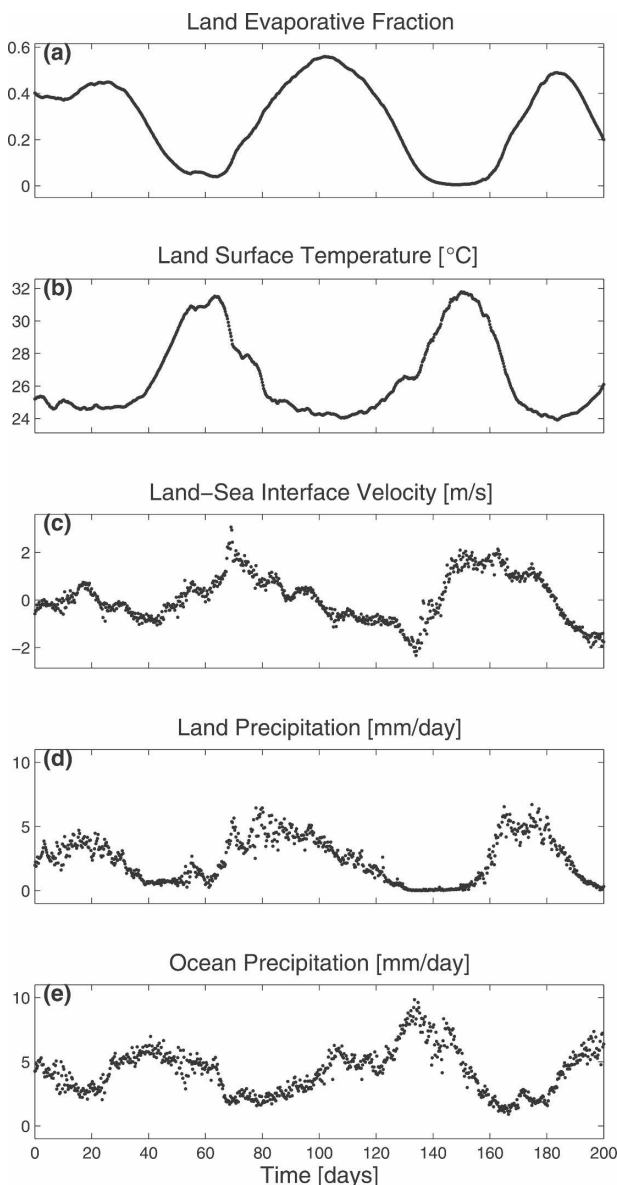 Land Evaporative Fraction
(a)
0.6
0.4
0.2
0
Land Surface Temperature [°C]
(b)
32
30
28
26
24
Land−Sea Interface Velocity [m/s]
(c)
2
0
−2
Land Precipitation [mm/day]
(d)
10
5
0
Ocean Precipitation [mm/day]
(e)
10
5
0
0 20 40 60 80 100 120 140 160 180 200
Time [days]